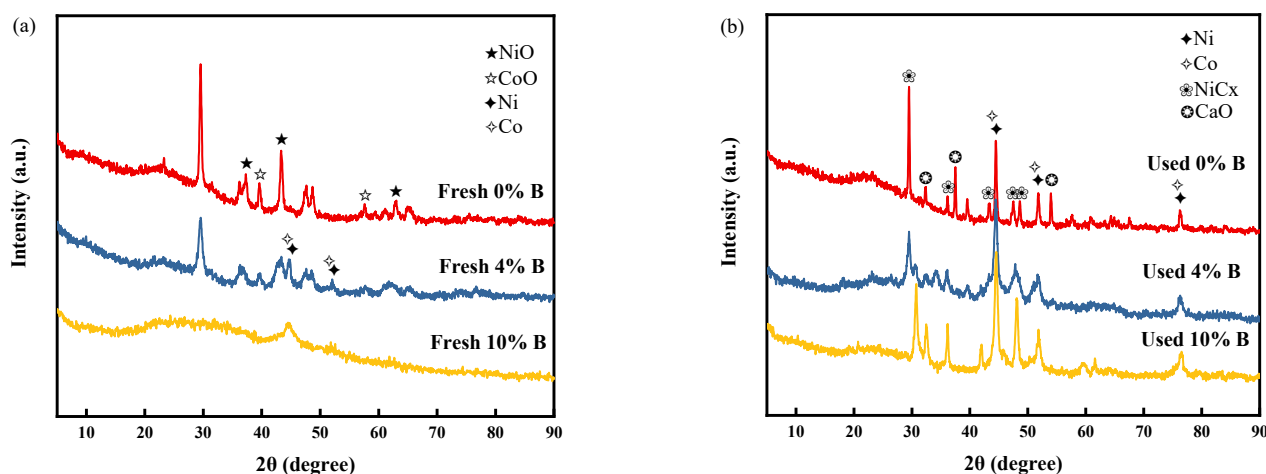 (a)
★NiO
☆CoO
✦Ni
✧Co
Fresh 0% B
Fresh 4% B
Fresh 10% B
Intensity (a.u.)
10 20 30 40 50 60 70 80 90
2θ (degree)
(b)
✦Ni
✧Co
❀NiCx
✪CaO
Used 0% B
Used 4% B
Used 10% B
Intensity (a.u.)
10 20 30 40 50 60 70 80 90
2θ (degree)